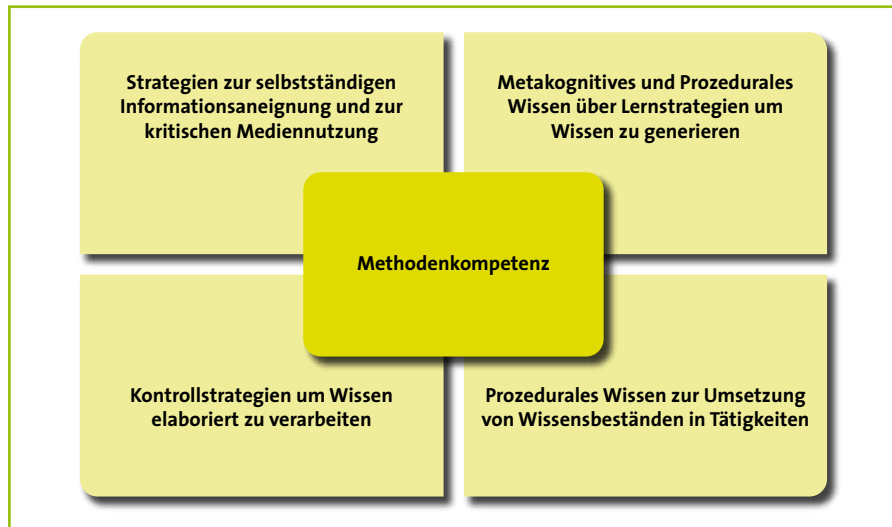 Strategien zur selbstständigen
Informationsaneignung und zur
kritischen Mediennutzung
Metakognitives und Prozedurales
Wissen über Lernstrategien um
Wissen zu generieren
Methodenkompetenz
Kontrollstrategien um Wissen
elaboriert zu verarbeiten
Prozedurales Wissen zur Umsetzung
von Wissensbeständen in Tätigkeiten